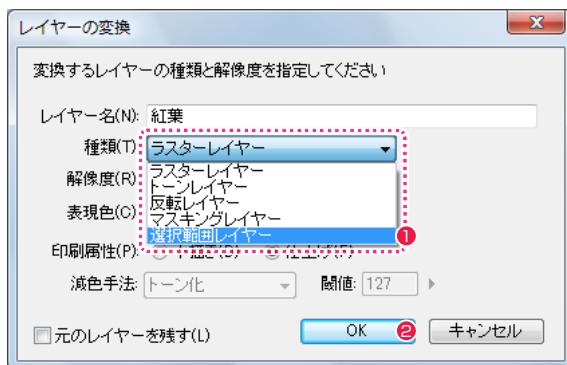 レイヤーの変換
変換するレイヤーの種類と解像度を指定してください
レイヤー名(N): 紅葉
種類(T) ラスターレイヤー
ラスターレイヤー
解像度(R) トーンレイヤー
反転レイヤー
表現色(C) マスキングレイヤー
選択範囲レイヤー 1
印刷属性(P):
減色手法: トーン化 閾値: 127
元のレイヤーを残す(L) OK 2 キャンセル